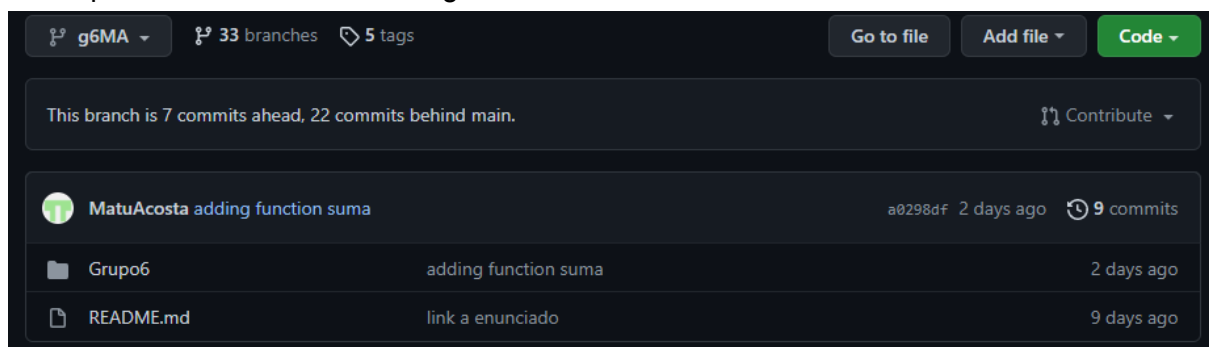 g6MA 33 branches 5 tags Go to file Add file Code
This branch is 7 commits ahead, 22 commits behind main. Contribute
MatuAcosta adding function suma a0298df 2 days ago 9 commits
Grupo6 adding function suma 2 days ago
README.md link a enunciado 9 days ago